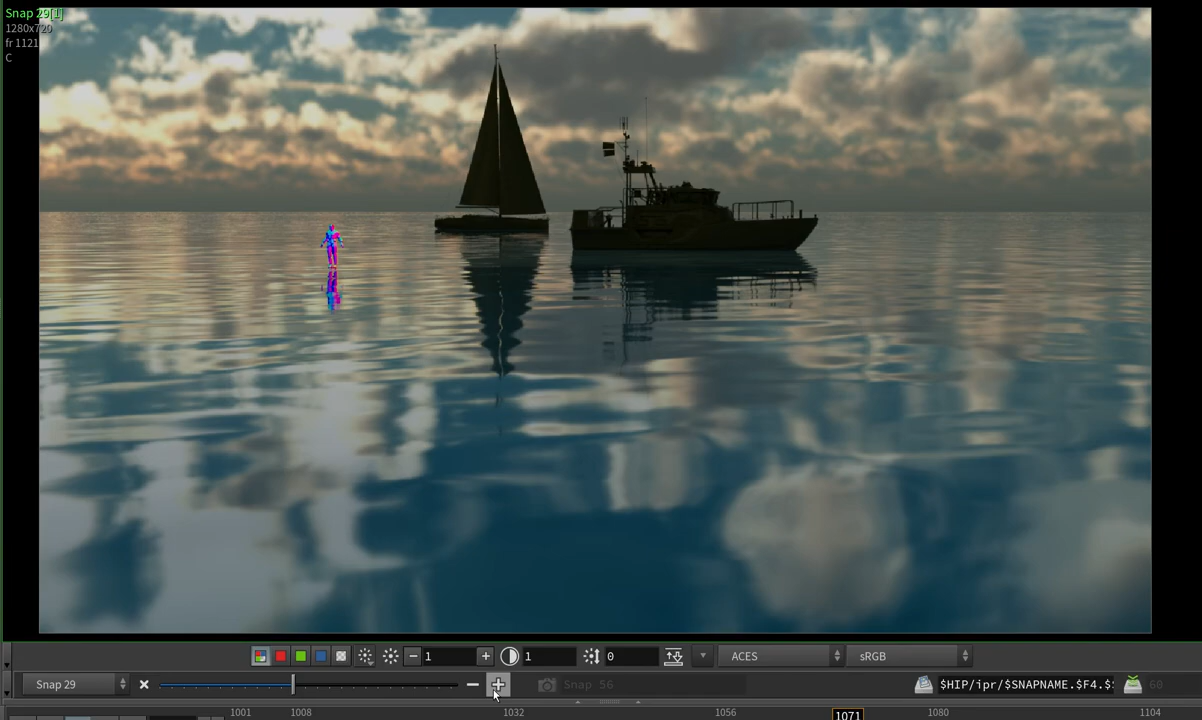 Snap 29[1]
1280x720
fr 1121
C
1
1
0
ACES
sRGB
Snap 29
Snap 56
$HIP/ipr/$SNAPNAME.$F4.$
60
1001
1008
1032
1056
1071
1080
1104